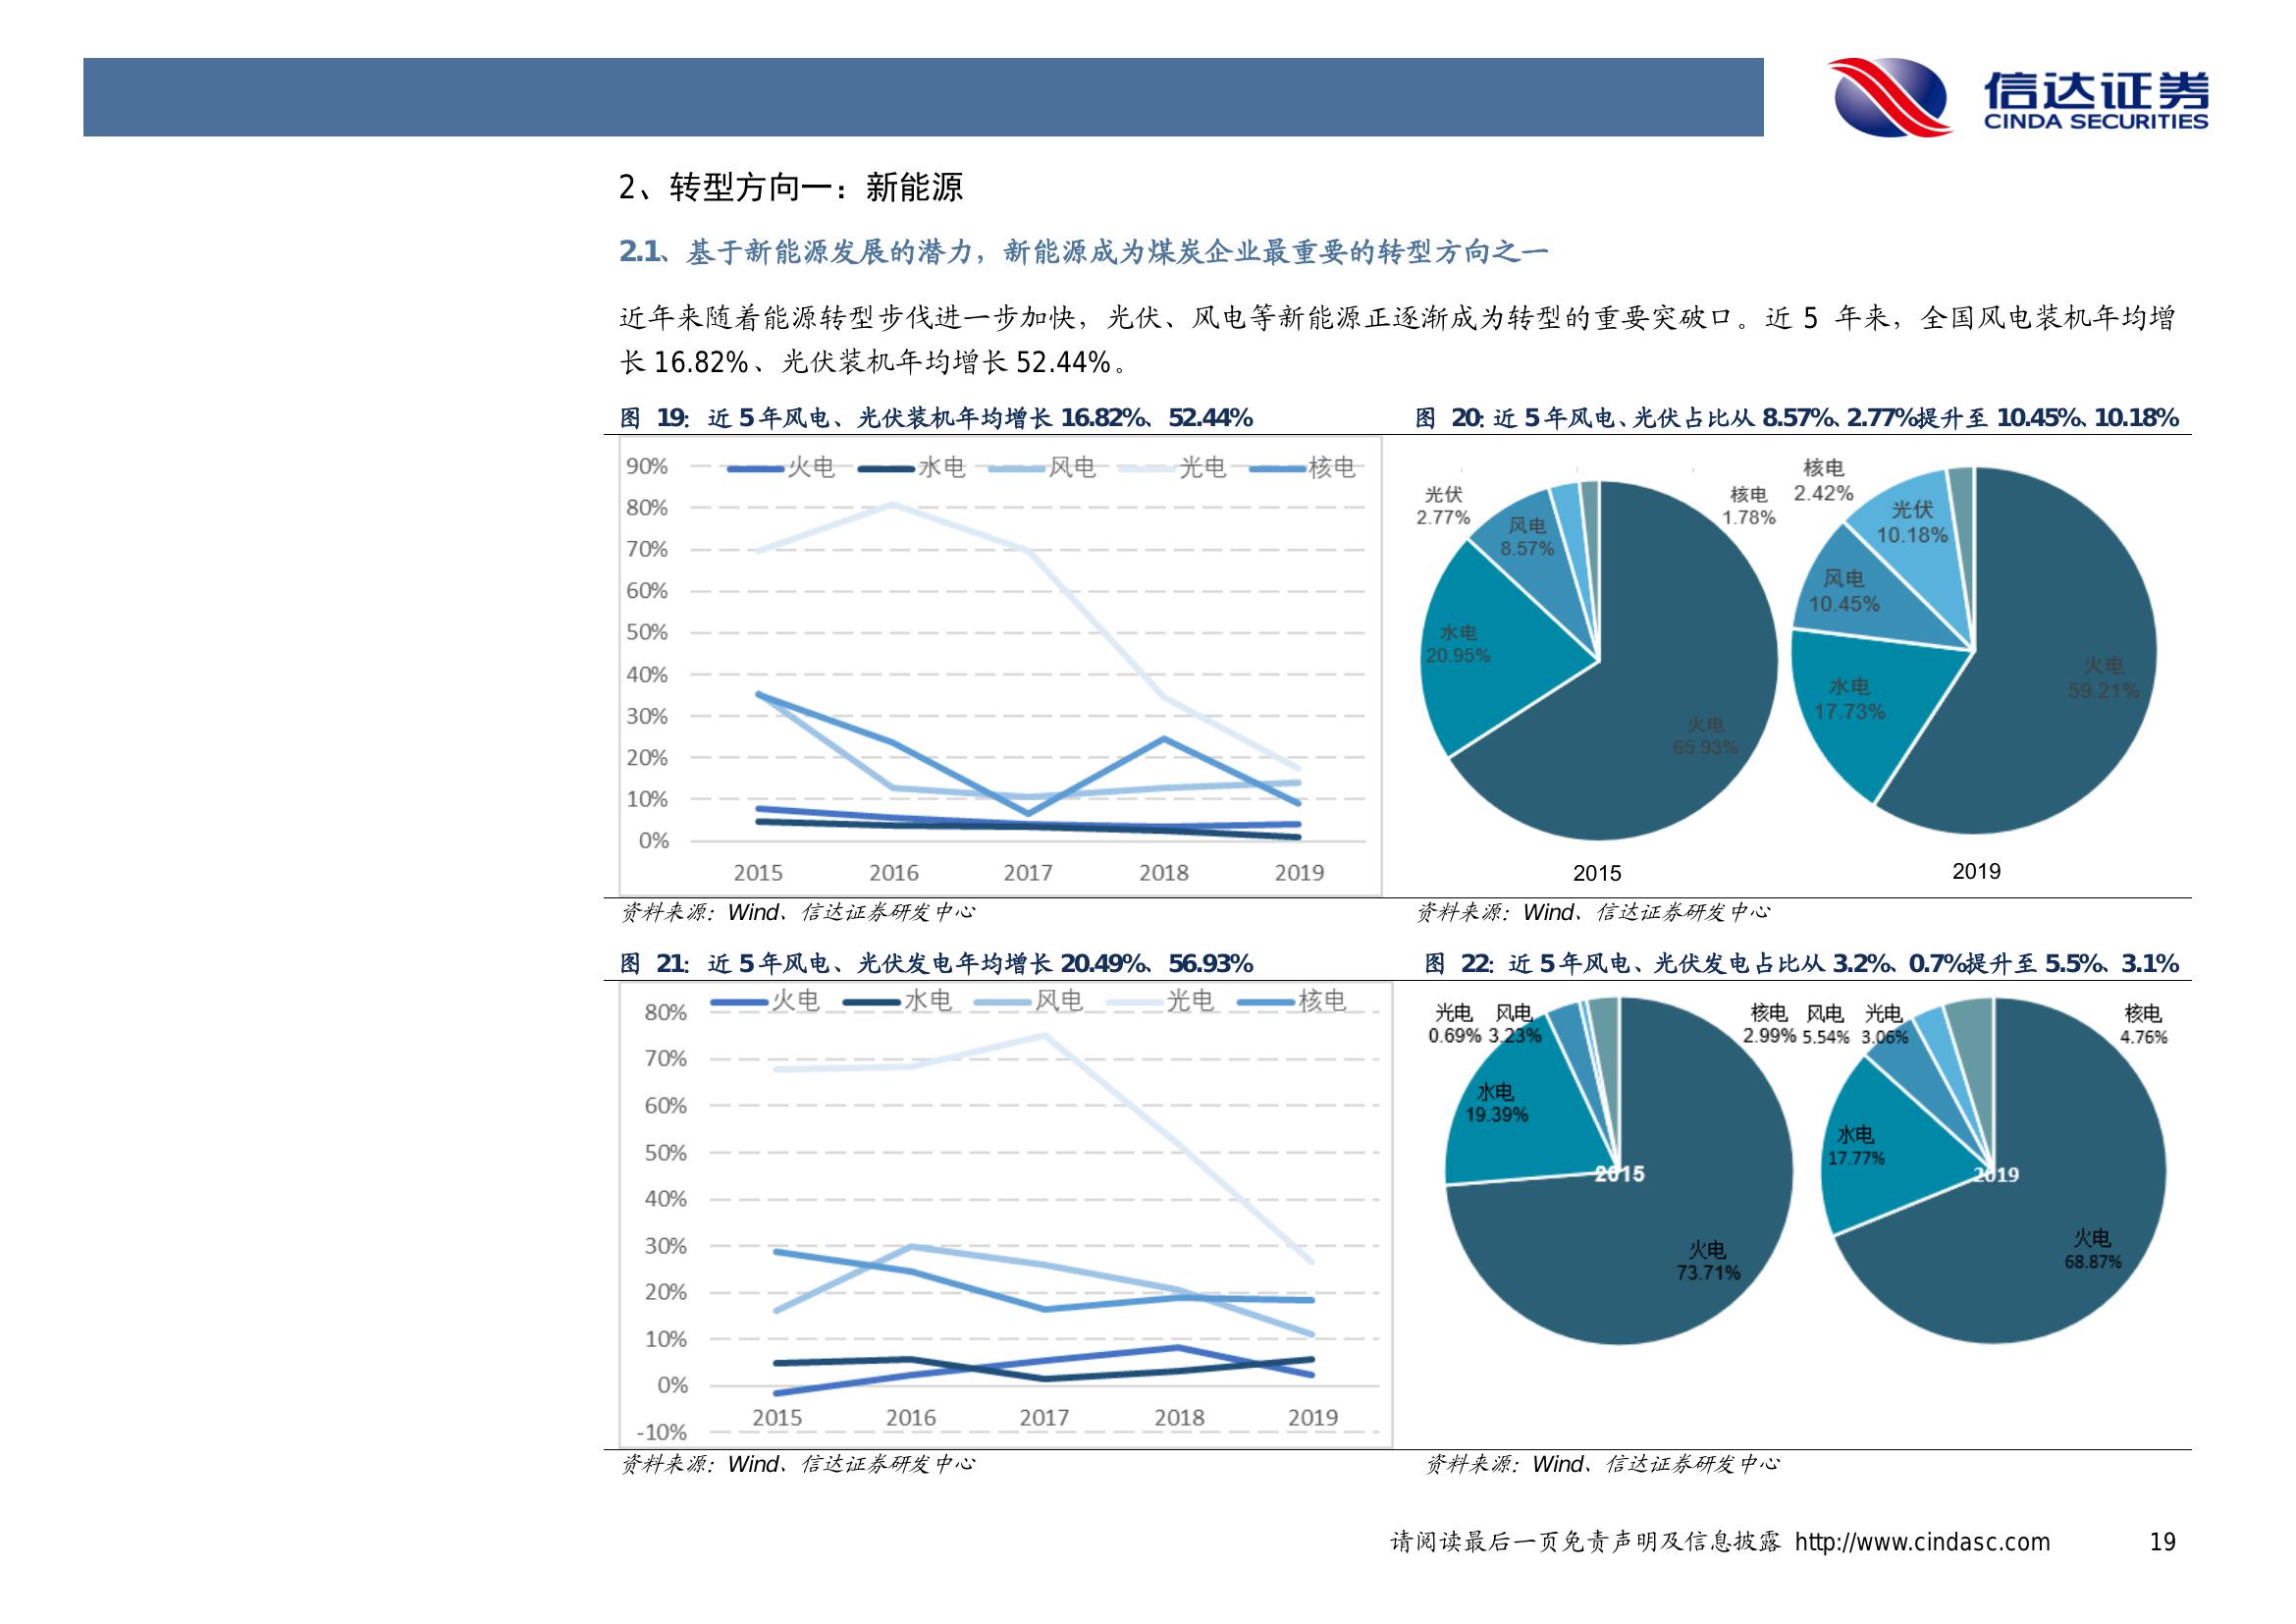 信达证券
CINDA SECURITIES
2、转型方向一：新能源
2.1、基于新能源发展的潜力，新能源成为煤炭企业最重要的转型方向之一
近年来随着能源转型步伐进一步加快，光伏、风电等新能源正逐渐成为转型的重要突破口。近 5 年来，全国风电装机年均增
长 16.82%、光伏装机年均增长 52.44%。
图 19：近 5 年风电、光伏装机年均增长 16.82%、52.44%
火电 水电 风电 光电 核电
90%
80%
70%
60%
50%
40%
30%
20%
10%
0%
2015 2016 2017 2018 2019
资料来源：Wind、信达证券研发中心
图 20：近 5 年风电、光伏占比从 8.57%、2.77%提升至 10.45%、10.18%
光伏
2.77%
风电
8.57%
核电
1.78%
水电
20.95%
火电
65.93%
2015
核电
2.42%
光伏
10.18%
风电
10.45%
水电
17.73%
火电
59.21%
2019
资料来源：Wind、信达证券研发中心
图 21：近 5 年风电、光伏发电年均增长 20.49%、56.93%
火电 水电 风电 光电 核电
80%
70%
60%
50%
40%
30%
20%
10%
0%
-10%
2015 2016 2017 2018 2019
资料来源：Wind、信达证券研发中心
图 22：近 5 年风电、光伏发电占比从 3.2%、0.7%提升至 5.5%、3.1%
光电
0.69%
风电
3.23%
核电
2.99%
水电
19.39%
2015
火电
73.71%
风电
5.54%
光电
3.06%
核电
4.76%
水电
17.77%
2019
火电
68.87%
资料来源：Wind、信达证券研发中心
请阅读最后一页免责声明及信息披露 http://www.cindasc.com 19